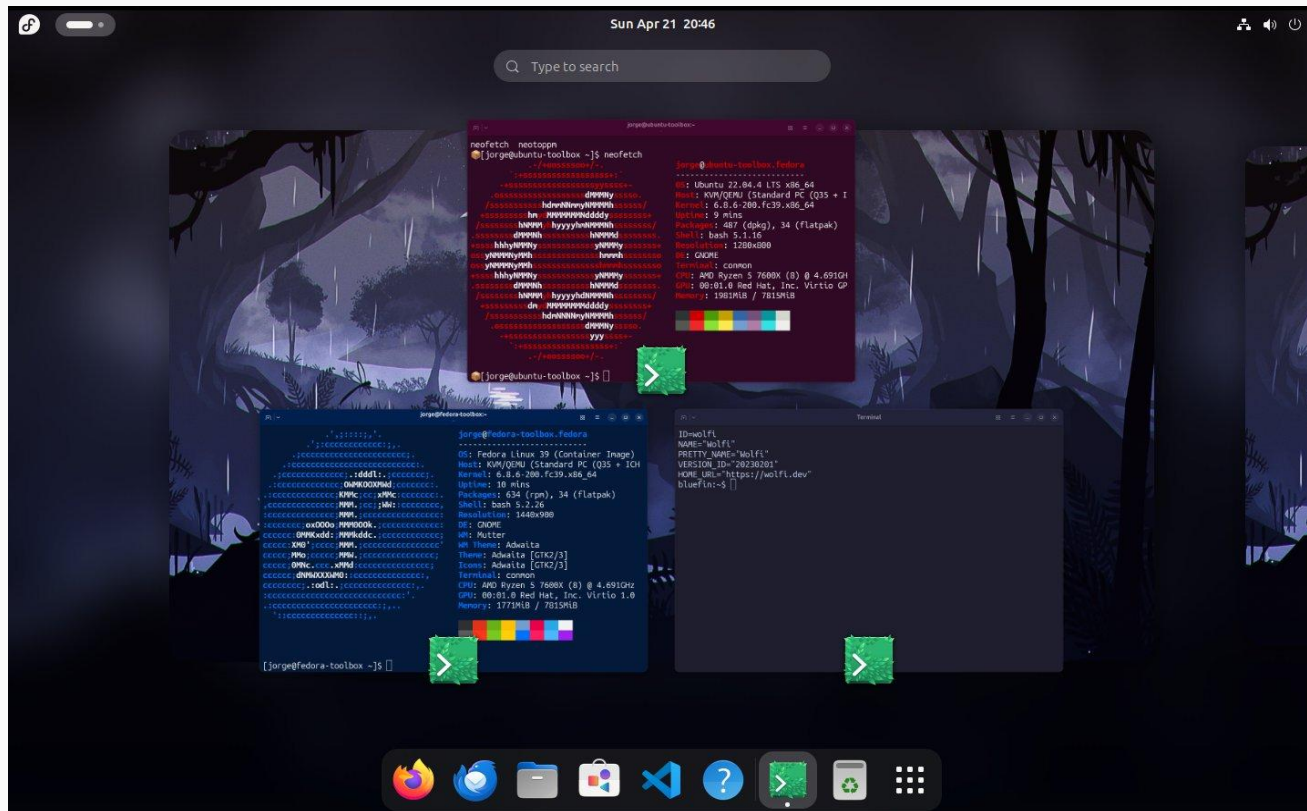 Sun Apr 21 20:46
Type to search
jorge@ubuntu-toolbox:~
neofetch neotoppm
[jorge@ubuntu-toolbox ~]$ neofetch
jorge@ubuntu-toolbox.fedora
---------------------------
OS: Ubuntu 22.04.4 LTS x86_64
Host: KVM/QEMU (Standard PC (Q35 + I
Kernel: 6.8.6-200.fc39.x86_64
Uptime: 9 mins
Packages: 487 (dpkg), 34 (flatpak)
Shell: bash 5.1.16
Resolution: 1280x800
DE: GNOME
Terminal: conmon
CPU: AMD Ryzen 5 7600X (8) @ 4.691GH
GPU: 00:01.0 Red Hat, Inc. Virtio GP
Memory: 1981MiB / 7815MiB
[jorge@ubuntu-toolbox ~]$
jorge@fedora-toolbox:~
jorge@fedora-toolbox.fedora
---------------------------
OS: Fedora Linux 39 (Container Image)
Host: KVM/QEMU (Standard PC (Q35 + ICH
Kernel: 6.8.6-200.fc39.x86_64
Uptime: 10 mins
Packages: 634 (rpm), 34 (flatpak)
Shell: bash 5.2.26
Resolution: 1440x900
DE: GNOME
WM: Mutter
WM Theme: Adwaita
Theme: Adwaita [GTK2/3]
Icons: Adwaita [GTK2/3]
Terminal: conmon
CPU: AMD Ryzen 5 7600X (8) @ 4.691GHz
GPU: 00:01.0 Red Hat, Inc. Virtio 1.0
Memory: 1771MiB / 7815MiB
[jorge@fedora-toolbox ~]$
Terminal
ID=wolfi
NAME="Wolfi"
PRETTY_NAME="Wolfi"
VERSION_ID="20230201"
HOME_URL="https://wolfi.dev"
bluefin:~$